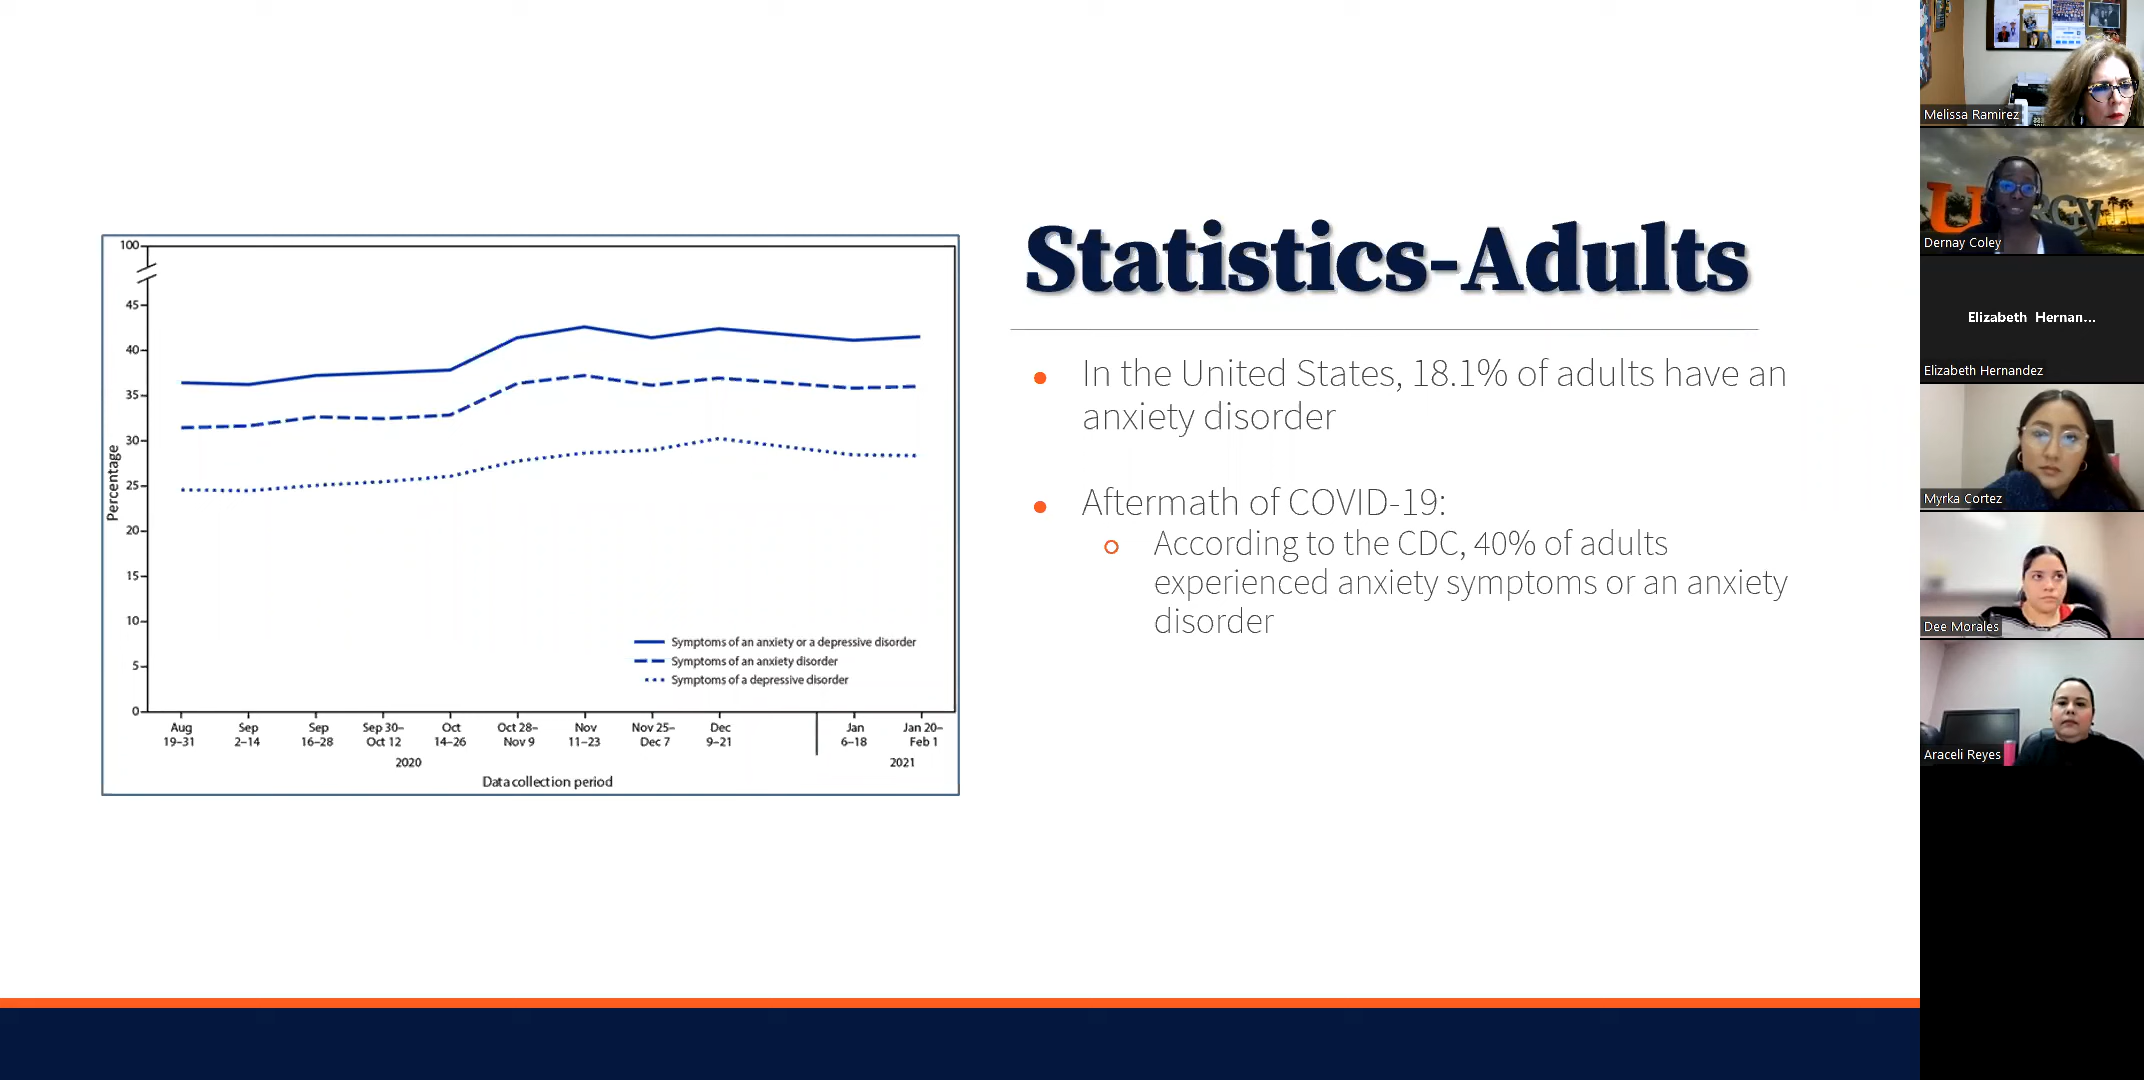 Statistics-Adults
In the United States, 18.1% of adults have an
anxiety disorder
Aftermath of COVID-19:
According to the CDC, 40% of adults
experienced anxiety symptoms or an anxiety
disorder
100
45
40
35
30
25
20
15
10
5
0
Percentage
Symptoms of an anxiety or a depressive disorder
Symptoms of an anxiety disorder
Symptoms of a depressive disorder
Aug
19–31
Sep
2–14
Sep
16–28
Sep 30–
Oct 12
Oct
14–26
Oct 28–
Nov 9
Nov
11–23
Nov 25–
Dec 7
Dec
9–21
Jan
6–18
Jan 20–
Feb 1
2020
2021
Data collection period
Melissa Ramirez
Dernay Coley
Elizabeth Hernan...
Elizabeth Hernandez
Myrka Cortez
Dee Morales
Araceli Reyes